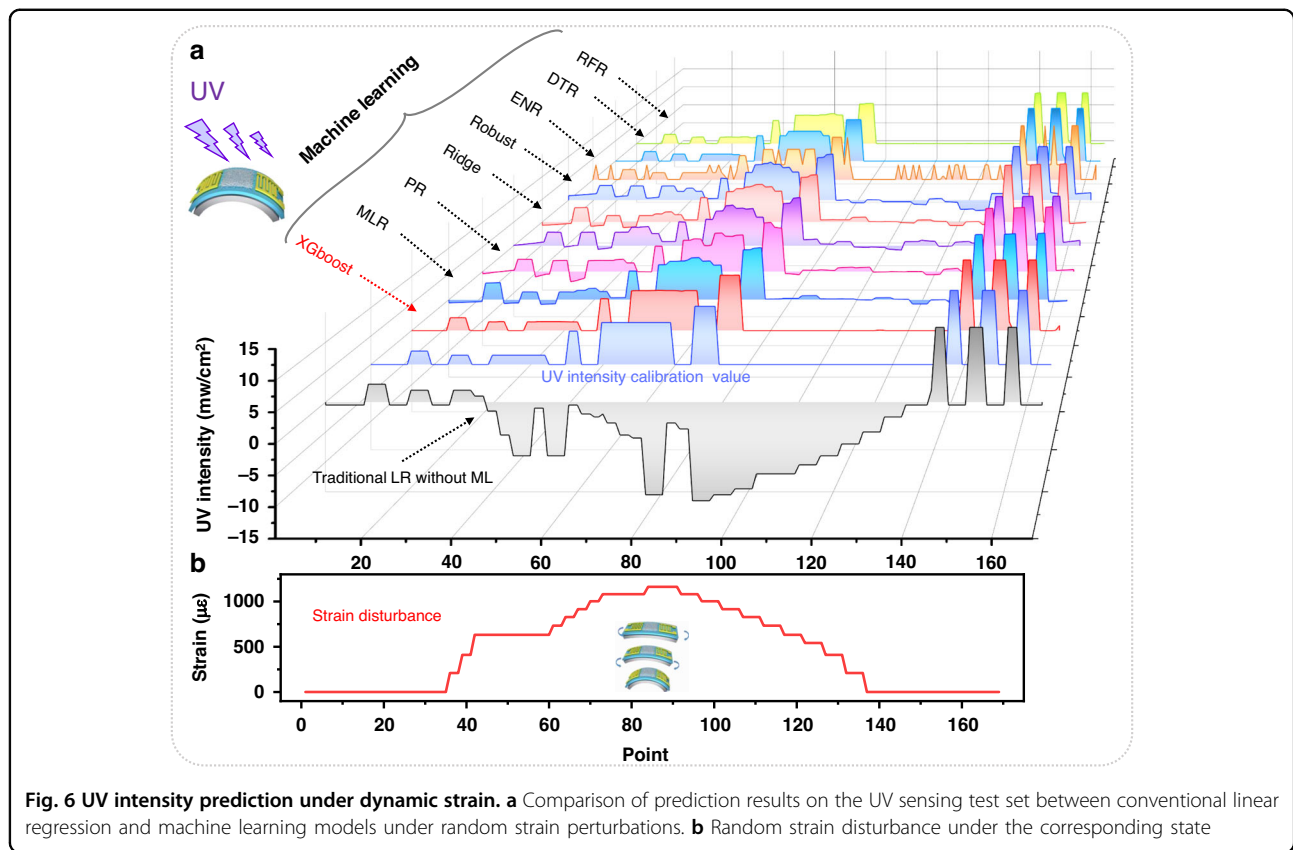 a
UV
Machine learning
RFR
DTR
ENR
Robust
Ridge
PR
MLR
XGboost
UV intensity (mw/cm²)
15
10
5
0
−5
−10
−15
UV intensity calibration value
Traditional LR without ML
20 40 60 80 100 120 140 160
b
Strain (με)
1000
500
0
Strain disturbance
0 20 40 60 80 100 120 140 160
Point
Fig. 6 UV intensity prediction under dynamic strain. a Comparison of prediction results on the UV sensing test set between conventional linear
regression and machine learning models under random strain perturbations. b Random strain disturbance under the corresponding state